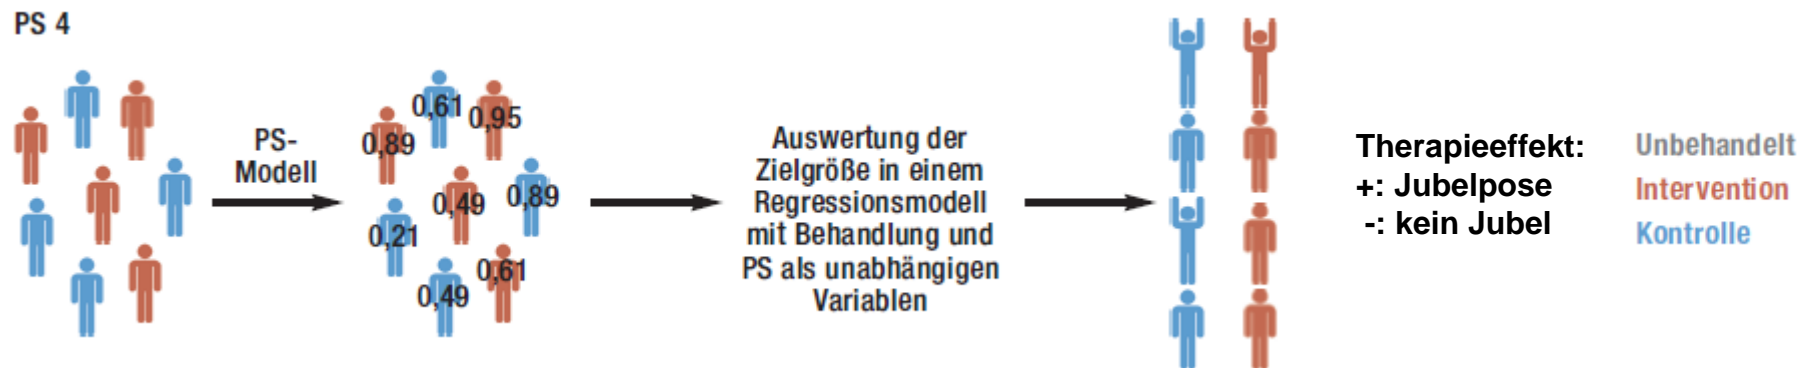 PS 4
PS-
Modell
0,61
0,95
0,89
0,49
0,89
0,21
0,61
0,49
Auswertung der
Zielgröße in einem
Regressionsmodell
mit Behandlung und
PS als unabhängigen
Variablen
Therapieeffekt:
+: Jubelpose
-: kein Jubel
Unbehandelt
Intervention
Kontrolle